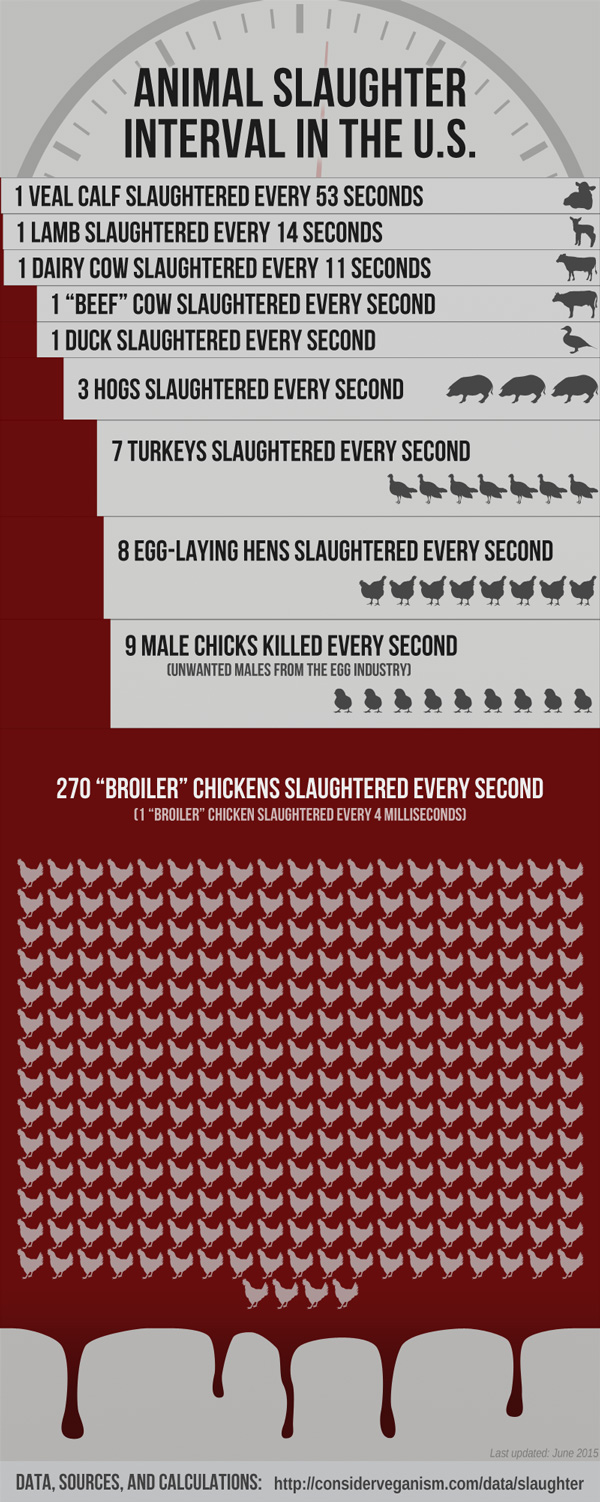 ANIMAL SLAUGHTER
INTERVAL IN THE U.S.
1 VEAL CALF SLAUGHTERED EVERY 53 SECONDS
1 LAMB SLAUGHTERED EVERY 14 SECONDS
1 DAIRY COW SLAUGHTERED EVERY 11 SECONDS
1 “BEEF” COW SLAUGHTERED EVERY SECOND
1 DUCK SLAUGHTERED EVERY SECOND
3 HOGS SLAUGHTERED EVERY SECOND
7 TURKEYS SLAUGHTERED EVERY SECOND
8 EGG-LAYING HENS SLAUGHTERED EVERY SECOND
9 MALE CHICKS KILLED EVERY SECOND
(UNWANTED MALES FROM THE EGG INDUSTRY)
270 “BROILER” CHICKENS SLAUGHTERED EVERY SECOND
(1 “BROILER” CHICKEN SLAUGHTERED EVERY 4 MILLISECONDS)
Last updated: June 2015
DATA, SOURCES, AND CALCULATIONS: http://considerveganism.com/data/slaughter